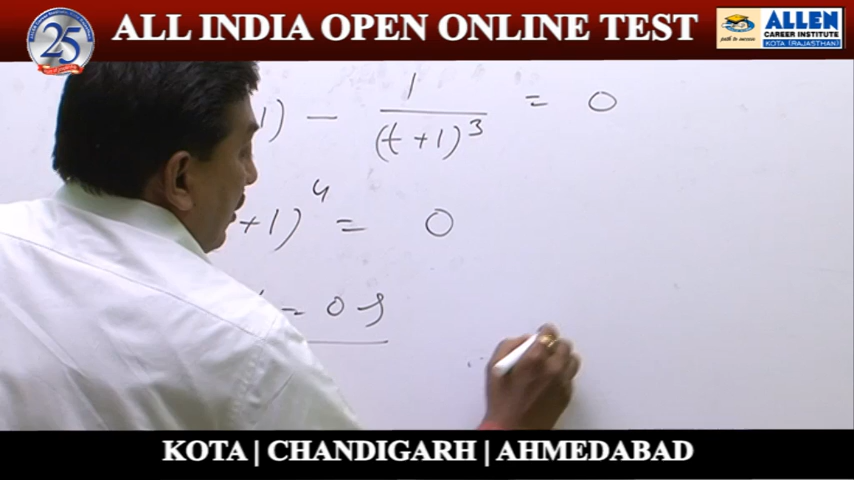 ALL INDIA OPEN ONLINE TEST
25
ALLEN
CAREER INSTITUTE
KOTA (RAJASTHAN)
path to success
1) - 1/(t+1)^3 = 0
+1)^4 = 0
= 0 s
KOTA | CHANDIGARH | AHMEDABAD